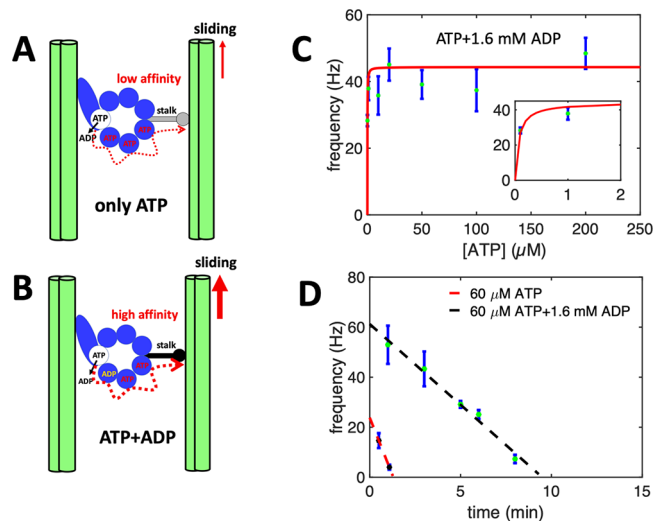 A
sliding
low affinity
ATP
ADP
stalk
only ATP
B
sliding
high affinity
ATP
ADP
ADP
stalk
ATP+ADP
C
ATP+1.6 mM ADP
frequency (Hz)
60
40
20
0
0 50 100 150 200 250
[ATP] (µM)
40
20
0
0 1 2
D
60 µM ATP
60 µM ATP+1.6 mM ADP
frequency (Hz)
80
60
40
20
0
0 5 10 15
time (min)